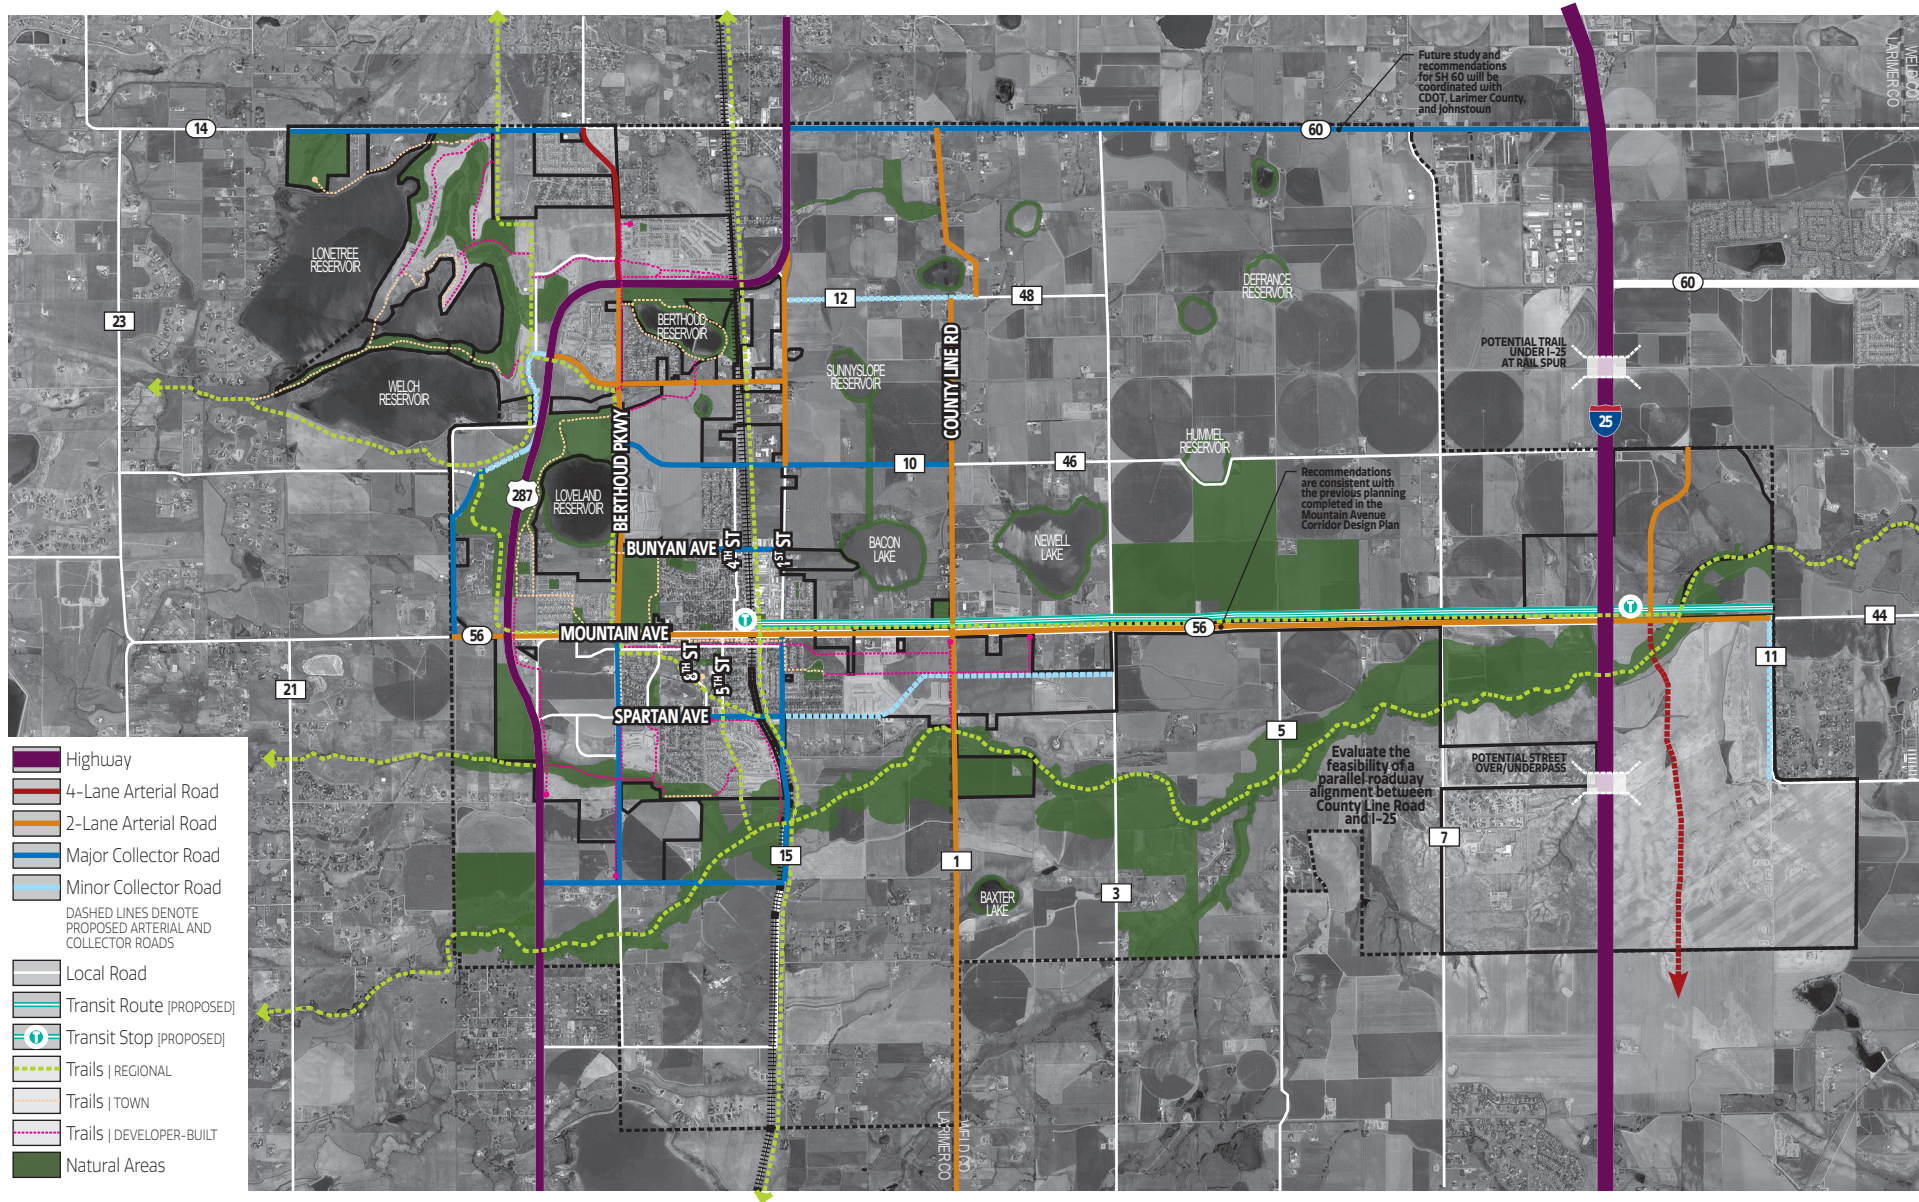 Future study and
recommendations
for SH 60 will be
coordinated with
CDOT, Larimer County,
and Johnstown
WELD CO
LARIMER CO
14
60
LONETREE
RESERVOIR
23
12
48
DEFRANCE
RESERVOIR
60
BERTHOUD
RESERVOIR
COUNTY LINE RD
POTENTIAL TRAIL
UNDER I-25
AT RAIL SPUR
SUNNYSLOPE
RESERVOIR
WELCH
RESERVOIR
25
BERTHOUD PKWY
HUMMEL
RESERVOIR
10
46
Recommendations
are consistent with
the previous planning
completed in the
Mountain Avenue
Corridor Design Plan
287
LOVELAND
RESERVOIR
BUNYAN AVE
4TH ST
1ST ST
BACON
LAKE
NEWELL
LAKE
T
T
56
MOUNTAIN AVE
56
44
8TH ST
5TH ST
11
21
SPARTAN AVE
5
Evaluate the
feasibility of a
parallel roadway
alignment between
County Line Road
and I-25
POTENTIAL STREET
OVER/UNDERPASS
7
15
1
3
BAXTER
LAKE
WELD CO
LARIMER CO
Highway
4-Lane Arterial Road
2-Lane Arterial Road
Major Collector Road
Minor Collector Road
DASHED LINES DENOTE
PROPOSED ARTERIAL AND
COLLECTOR ROADS
Local Road
Transit Route [PROPOSED]
T Transit Stop [PROPOSED]
Trails | REGIONAL
Trails | TOWN
Trails | DEVELOPER-BUILT
Natural Areas